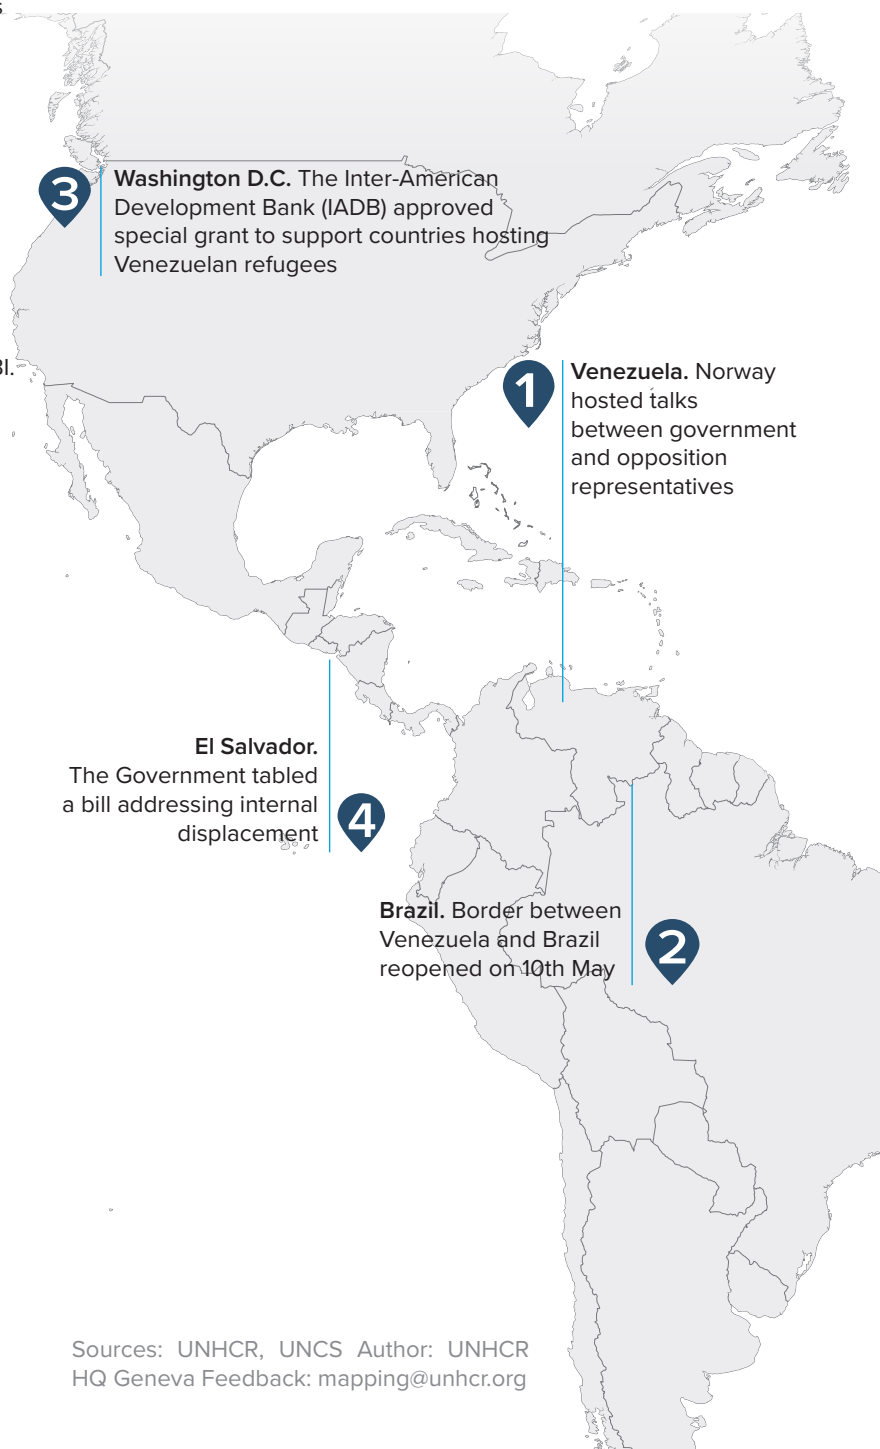 s
3
Washington D.C. The Inter-American
Development Bank (IADB) approved
special grant to support countries hosting
Venezuelan refugees
BI.
1
Venezuela. Norway
hosted talks
between government
and opposition
representatives
El Salvador.
The Government tabled
a bill addressing internal
displacement
4
Brazil. Border between
Venezuela and Brazil
reopened on 10th May
2
Sources: UNHCR, UNCS Author: UNHCR
HQ Geneva Feedback: mapping@unhcr.org